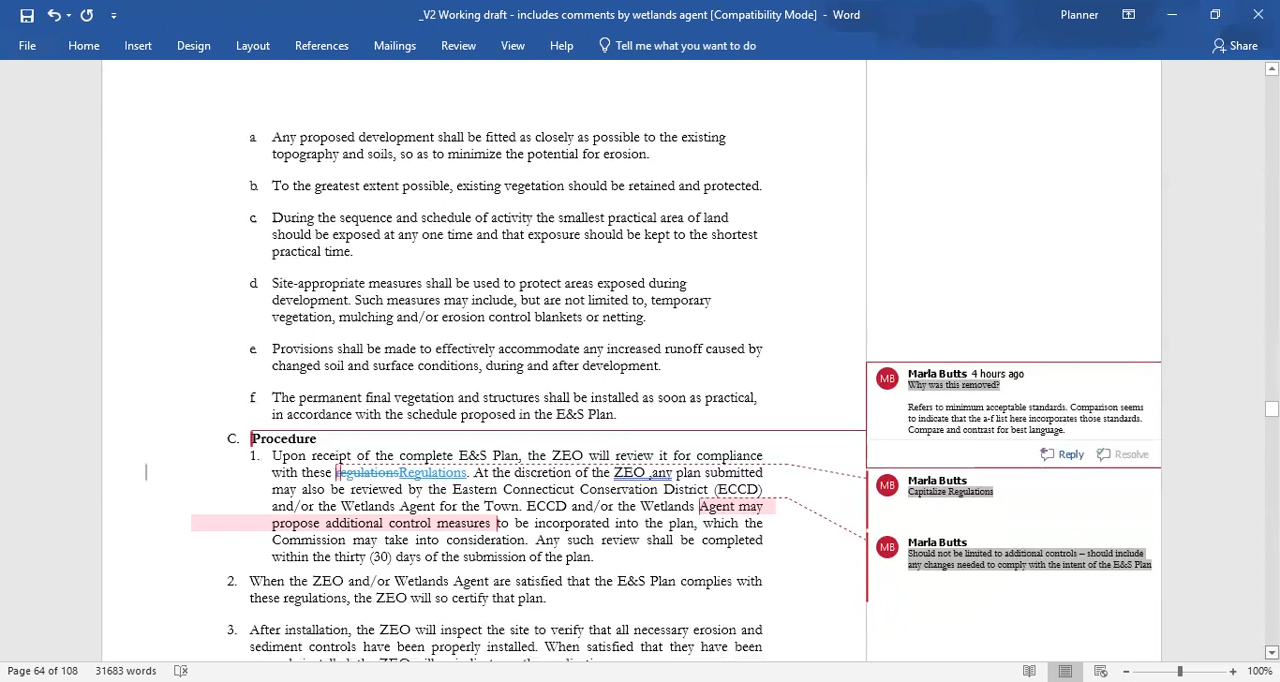 _V2 Working draft - includes comments by wetlands agent [Compatibility Mode] - Word
Planner
File Home Insert Design Layout References Mailings Review View Help Tell me what you want to do Share
a. Any proposed development shall be fitted as closely as possible to the existing
topography and soils, so as to minimize the potential for erosion.
b. To the greatest extent possible, existing vegetation should be retained and protected.
c. During the sequence and schedule of activity the smallest practical area of land
should be exposed at any one time and that exposure should be kept to the shortest
practical time.
d. Site-appropriate measures shall be used to protect areas exposed during
development. Such measures may include, but are not limited to, temporary
vegetation, mulching and/or erosion control blankets or netting.
e. Provisions shall be made to effectively accommodate any increased runoff caused by
changed soil and surface conditions, during and after development.
f. The permanent final vegetation and structures shall be installed as soon as practical,
in accordance with the schedule proposed in the E&S Plan.
C. Procedure
1. Upon receipt of the complete E&S Plan, the ZEO will review it for compliance
with these regulationsRegulations. At the discretion of the ZEO ,any plan submitted
may also be reviewed by the Eastern Connecticut Conservation District (ECCD)
and/or the Wetlands Agent for the Town. ECCD and/or the Wetlands Agent may
propose additional control measures to be incorporated into the plan, which the
Commission may take into consideration. Any such review shall be completed
within the thirty (30) days of the submission of the plan.
2. When the ZEO and/or Wetlands Agent are satisfied that the E&S Plan complies with
these regulations, the ZEO will so certify that plan.
3. After installation, the ZEO will inspect the site to verify that all necessary erosion and
sediment controls have been properly installed. When satisfied that they have been
MB Marla Butts 4 hours ago
Why was this removed?
Refers to minimum acceptable standards. Comparison seems
to indicate that the a-f list here incorporates those standards.
Compare and contrast for best language.
Reply Resolve
MB Marla Butts
Capitalize Regulations
MB Marla Butts
Should not be limited to additional controls – should include
any changes needed to comply with the intent of the E&S Plan
Page 64 of 108 31683 words
100%